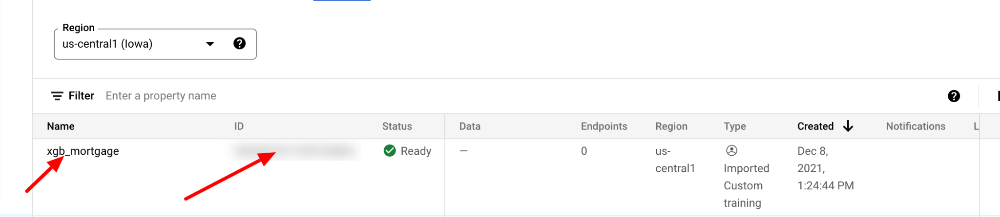 Region
us-central1 (Iowa)
Filter Enter a property name
Name ID Status Data Endpoints Region Type Created Notifications L
xgb_mortgage Ready — 0 us- Dec 8,
central1 Imported 2021,
Custom 1:24:44 PM
training